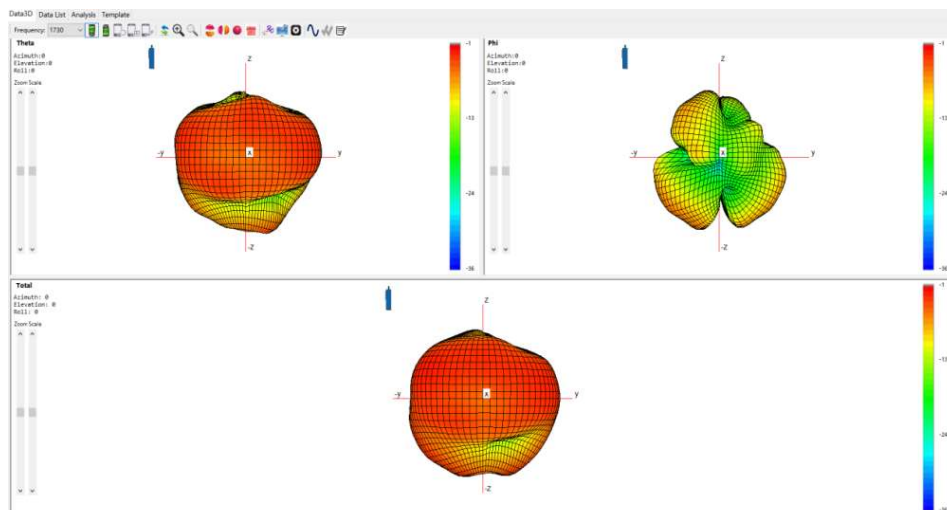 Data3D Data List Analysis Template
Frequency: 1730
Theta
Azimuth:0
Elevation:0
Roll:0
Zoom Scale
z
-y
x
y
-z
-1
-13
-24
-36
Phi
Azimuth:0
Elevation:0
Roll:0
Zoom Scale
z
-y
x
y
-z
-1
-13
-24
-36
Total
Azimuth: 0
Elevation: 0
Roll: 0
Zoom Scale
z
-y
x
y
-z
-1
-13
-24